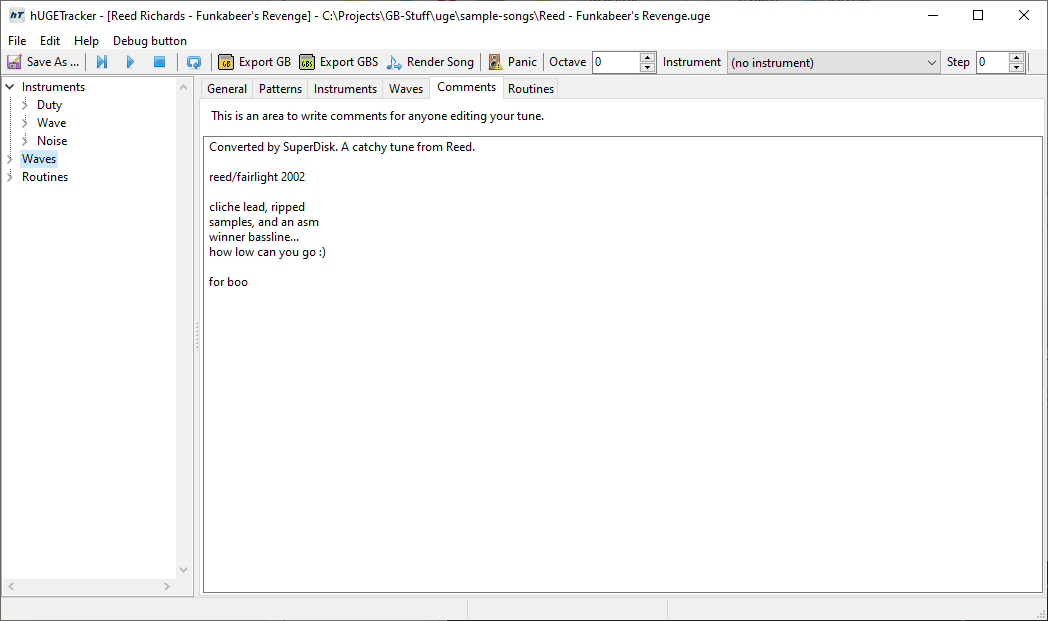 hT hUGETracker - [Reed Richards - Funkabeer's Revenge] - C:\Projects\GB-Stuff\uge\sample-songs\Reed - Funkabeer's Revenge.uge
File Edit Help Debug button
Save As ... GB Export GB GBS Export GBS Render Song Panic Octave 0 Instrument (no instrument) Step 0
Instruments
Duty
Wave
Noise
Waves
Routines
General Patterns Instruments Waves Comments Routines
This is an area to write comments for anyone editing your tune.
Converted by SuperDisk. A catchy tune from Reed.
reed/fairlight 2002
cliche lead, ripped
samples, and an asm
winner bassline...
how low can you go :)
for boo